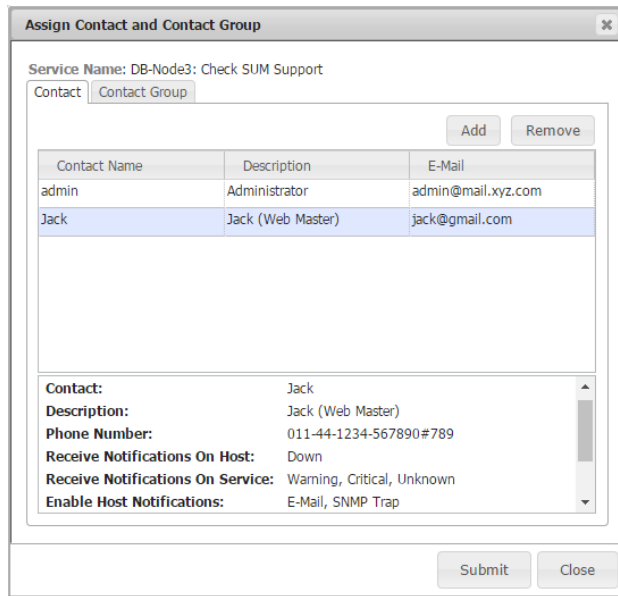 Assign Contact and Contact Group
Service Name: DB-Node3: Check SUM Support
Contact Contact Group
Add Remove
Contact Name Description E-Mail
admin Administrator admin@mail.xyz.com
Jack Jack (Web Master) jack@gmail.com
Contact: Jack
Description: Jack (Web Master)
Phone Number: 011-44-1234-567890#789
Receive Notifications On Host: Down
Receive Notifications On Service: Warning, Critical, Unknown
Enable Host Notifications: E-Mail, SNMP Trap
Submit Close